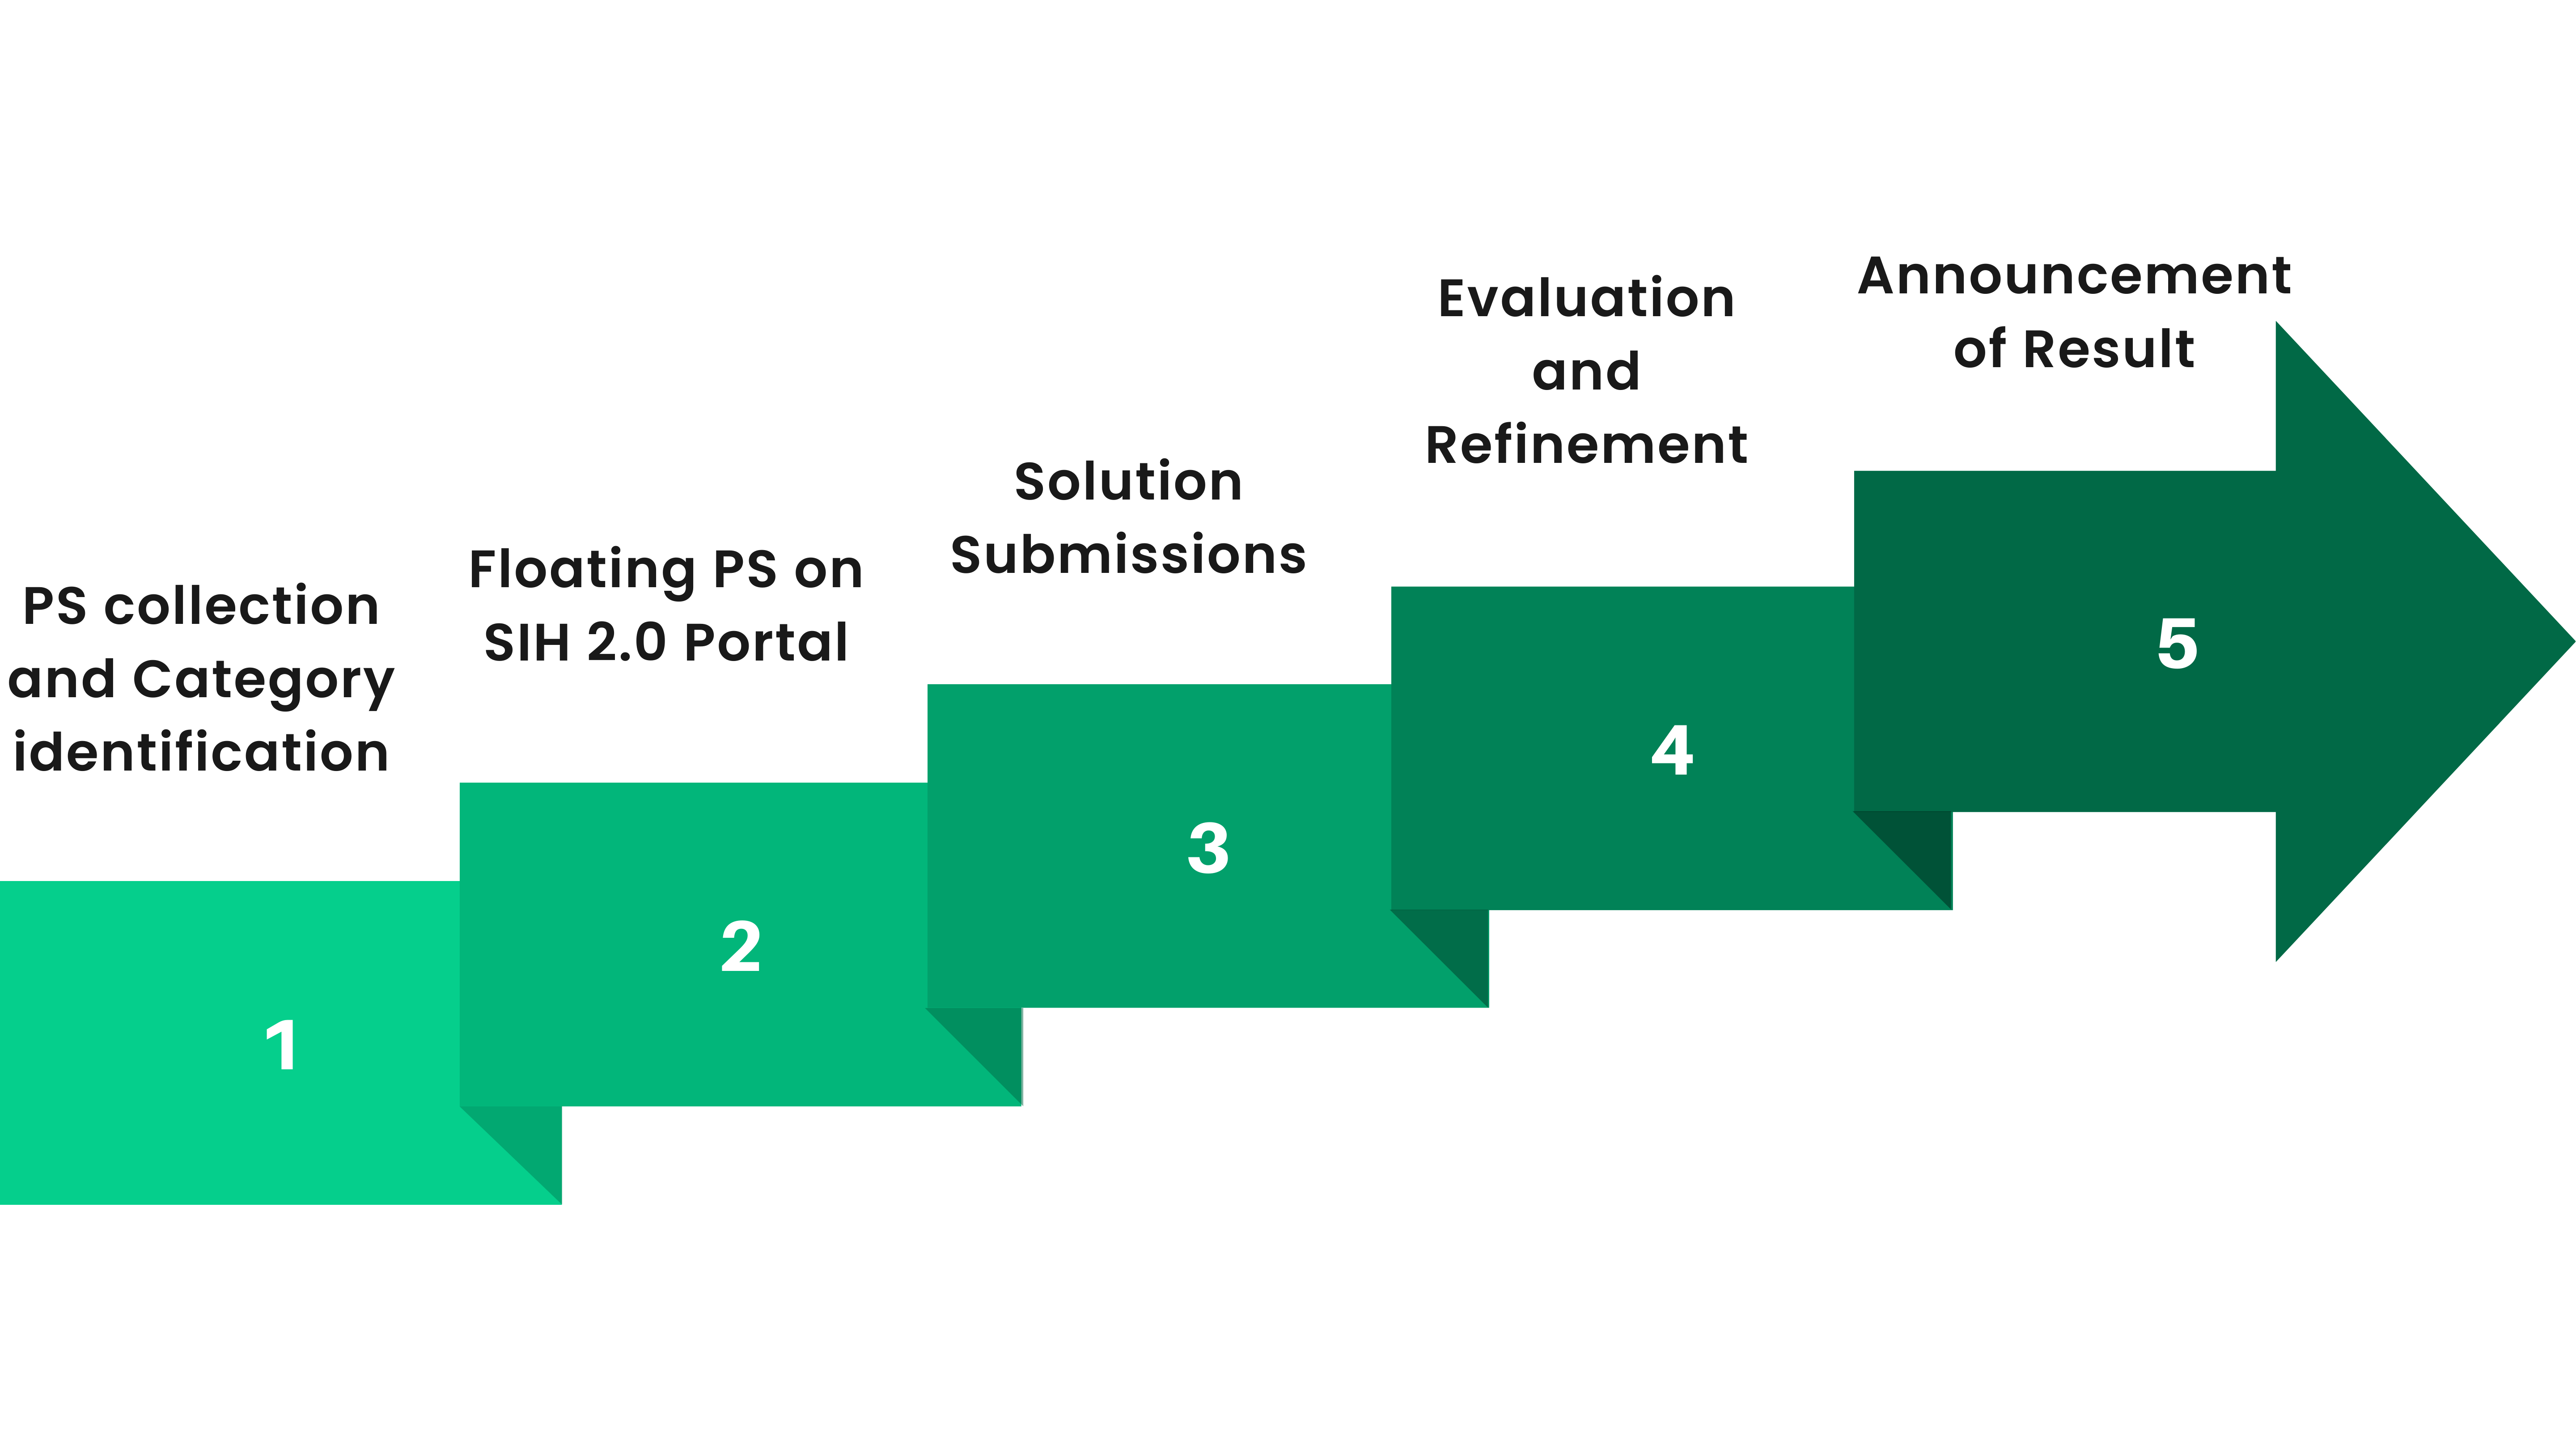 PS collection
and Category
identification
1
Floating PS on
SIH 2.0 Portal
2
Solution
Submissions
3
Evaluation
and
Refinement
4
Announcement
of Result
5